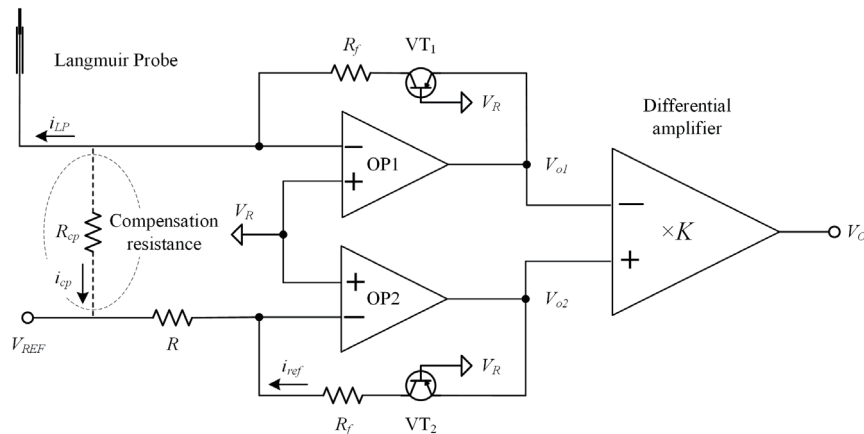 Langmuir Probe
R_f
VT_1
V_R
Differential
amplifier
i_LP
OP1
V_o1
R_cp
Compensation
resistance
V_R
×K
V_O
i_cp
OP2
V_o2
V_REF
R
i_ref
V_R
R_f
VT_2